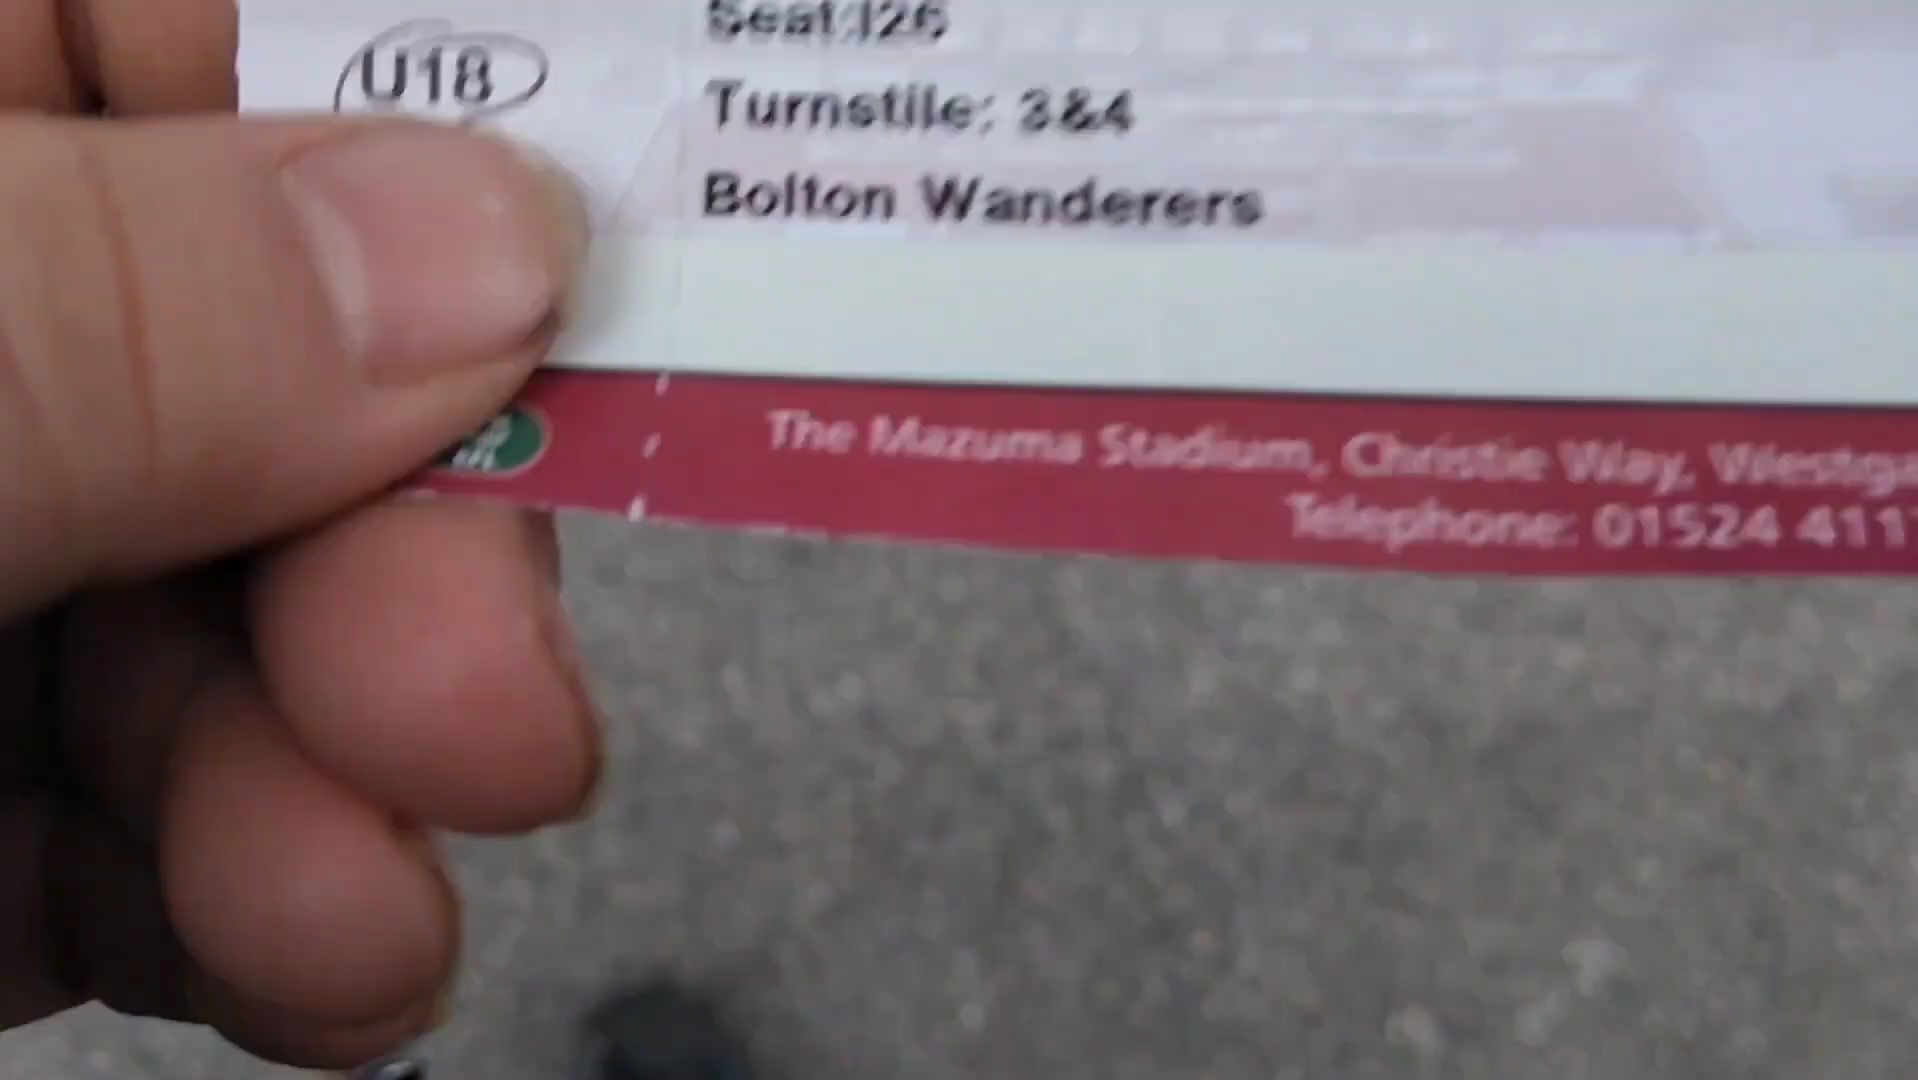 Seat:I26
U18
Turnstile: 3&4
Bolton Wanderers
The Mazuma Stadium, Christie Way,
Telephone: 01524